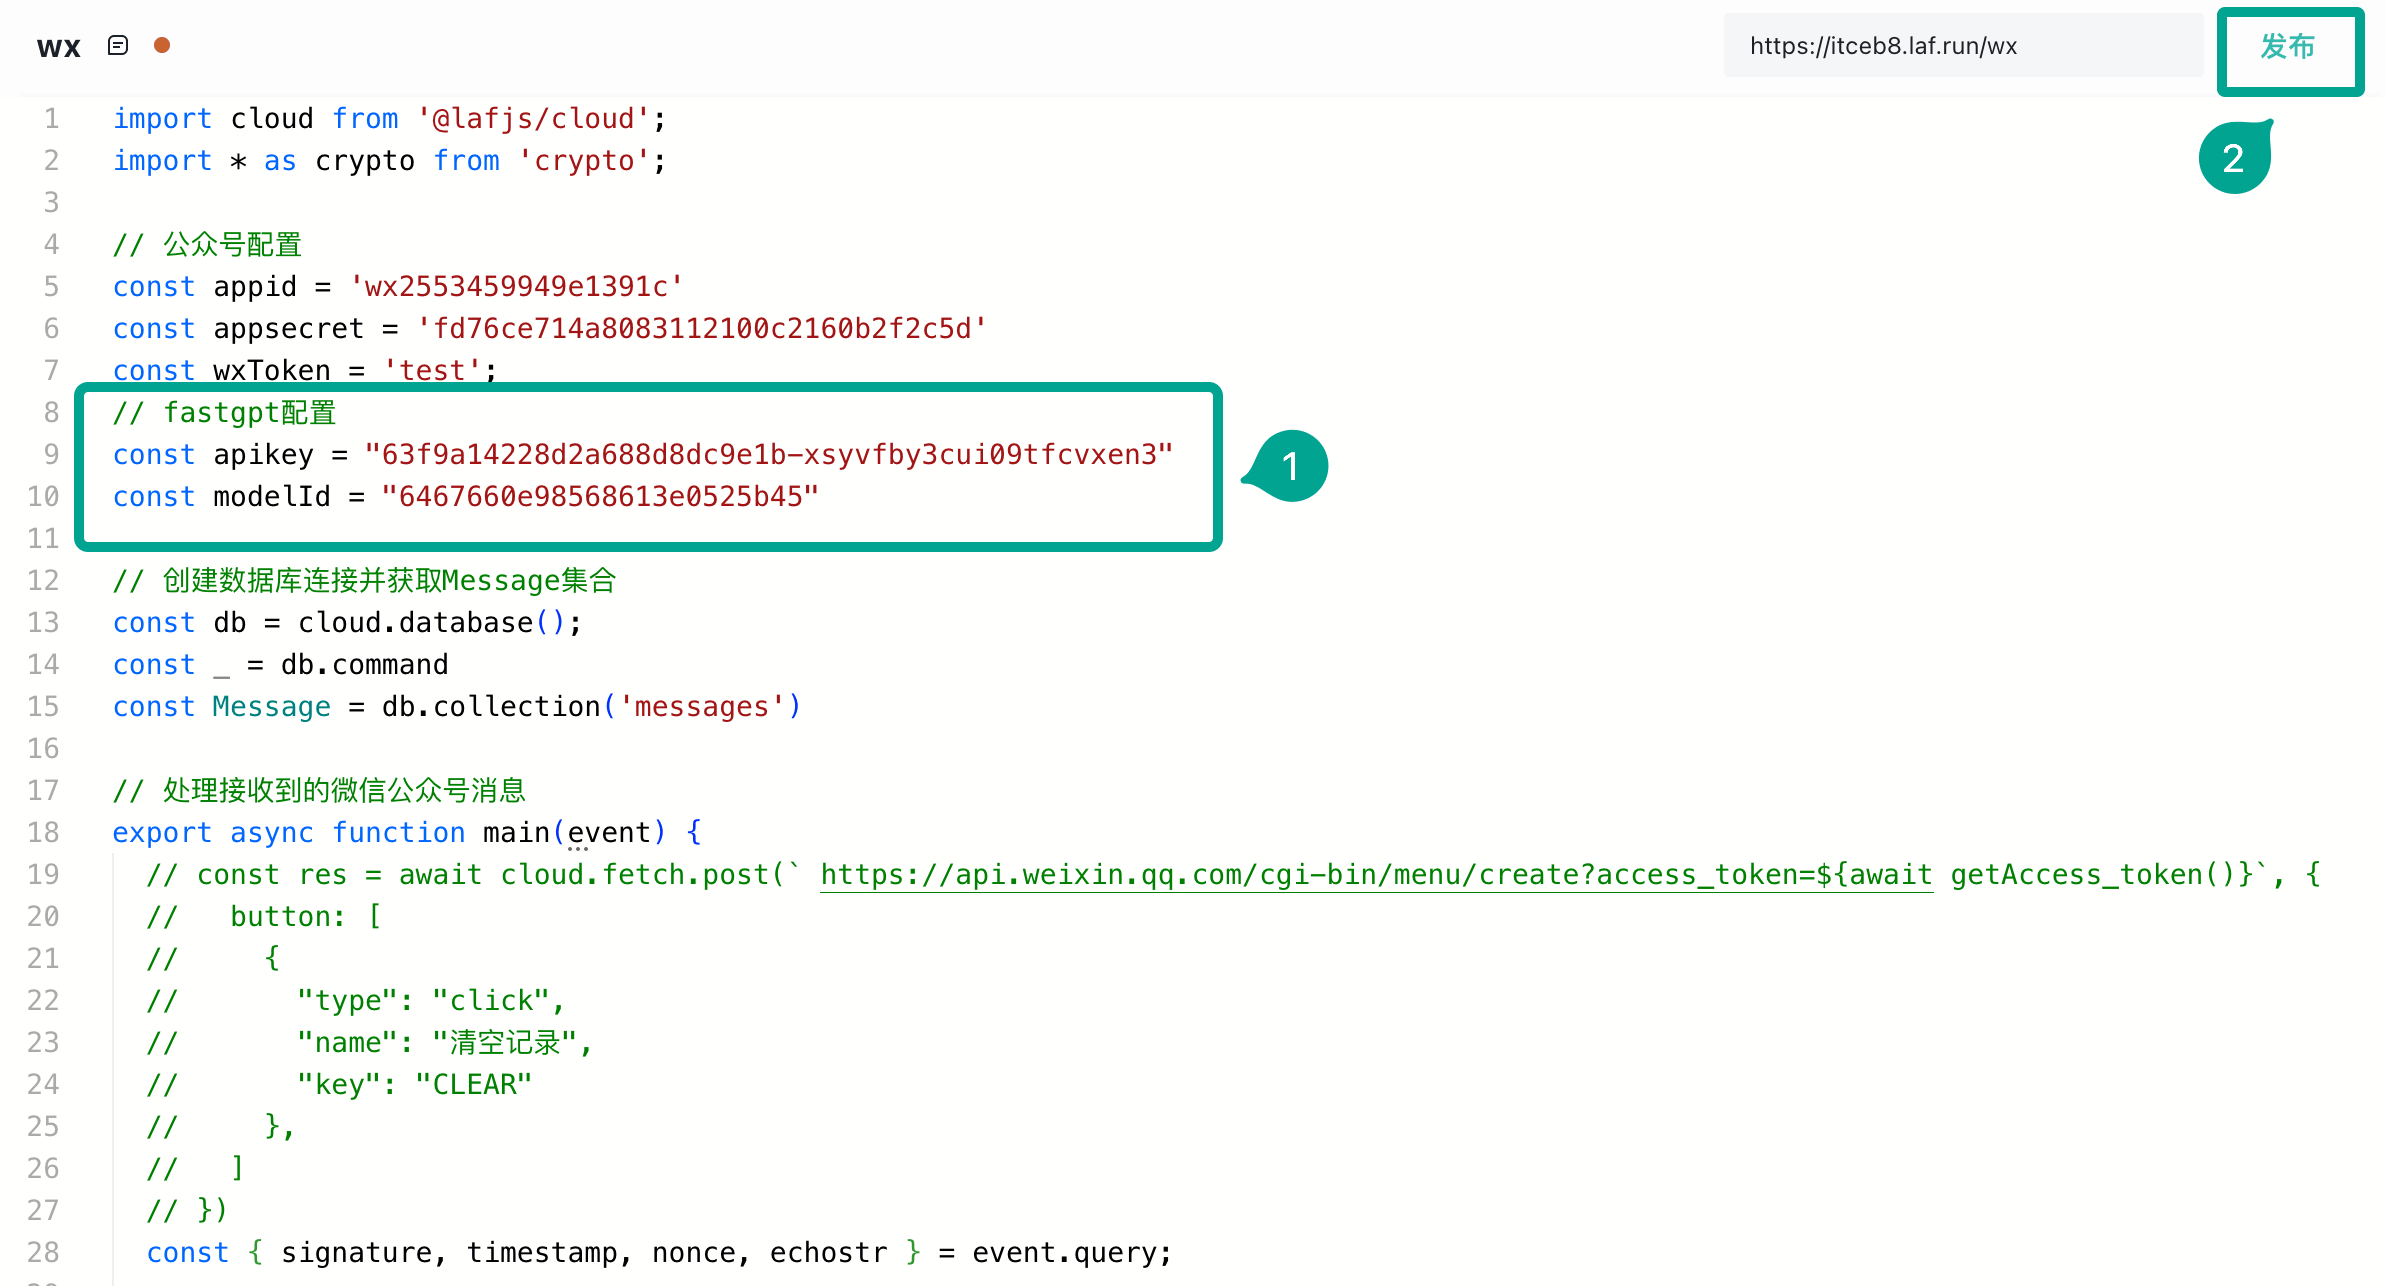 wx
https://itceb8.laf.run/wx
发布
2
1 import cloud from '@lafjs/cloud';
2 import * as crypto from 'crypto';
3
4 // 公众号配置
5 const appid = 'wx2553459949e1391c'
6 const appsecret = 'fd76ce714a8083112100c2160b2f2c5d'
7 const wxToken = 'test';
8 // fastgpt配置
9 const apikey = "63f9a14228d2a688d8dc9e1b-xsyvfby3cui09tfcvxen3"
1
10 const modelId = "6467660e98568613e0525b45"
11
12 // 创建数据库连接并获取Message集合
13 const db = cloud.database();
14 const _ = db.command
15 const Message = db.collection('messages')
16
17 // 处理接收到的微信公众号消息
18 export async function main(event) {
19 // const res = await cloud.fetch.post(` https://api.weixin.qq.com/cgi-bin/menu/create?access_token=${await getAccess_token()}`, {
20 // button: [
21 // {
22 // "type": "click",
23 // "name": "清空记录",
24 // "key": "CLEAR"
25 // },
26 // ]
27 // })
28 const { signature, timestamp, nonce, echostr } = event.query;